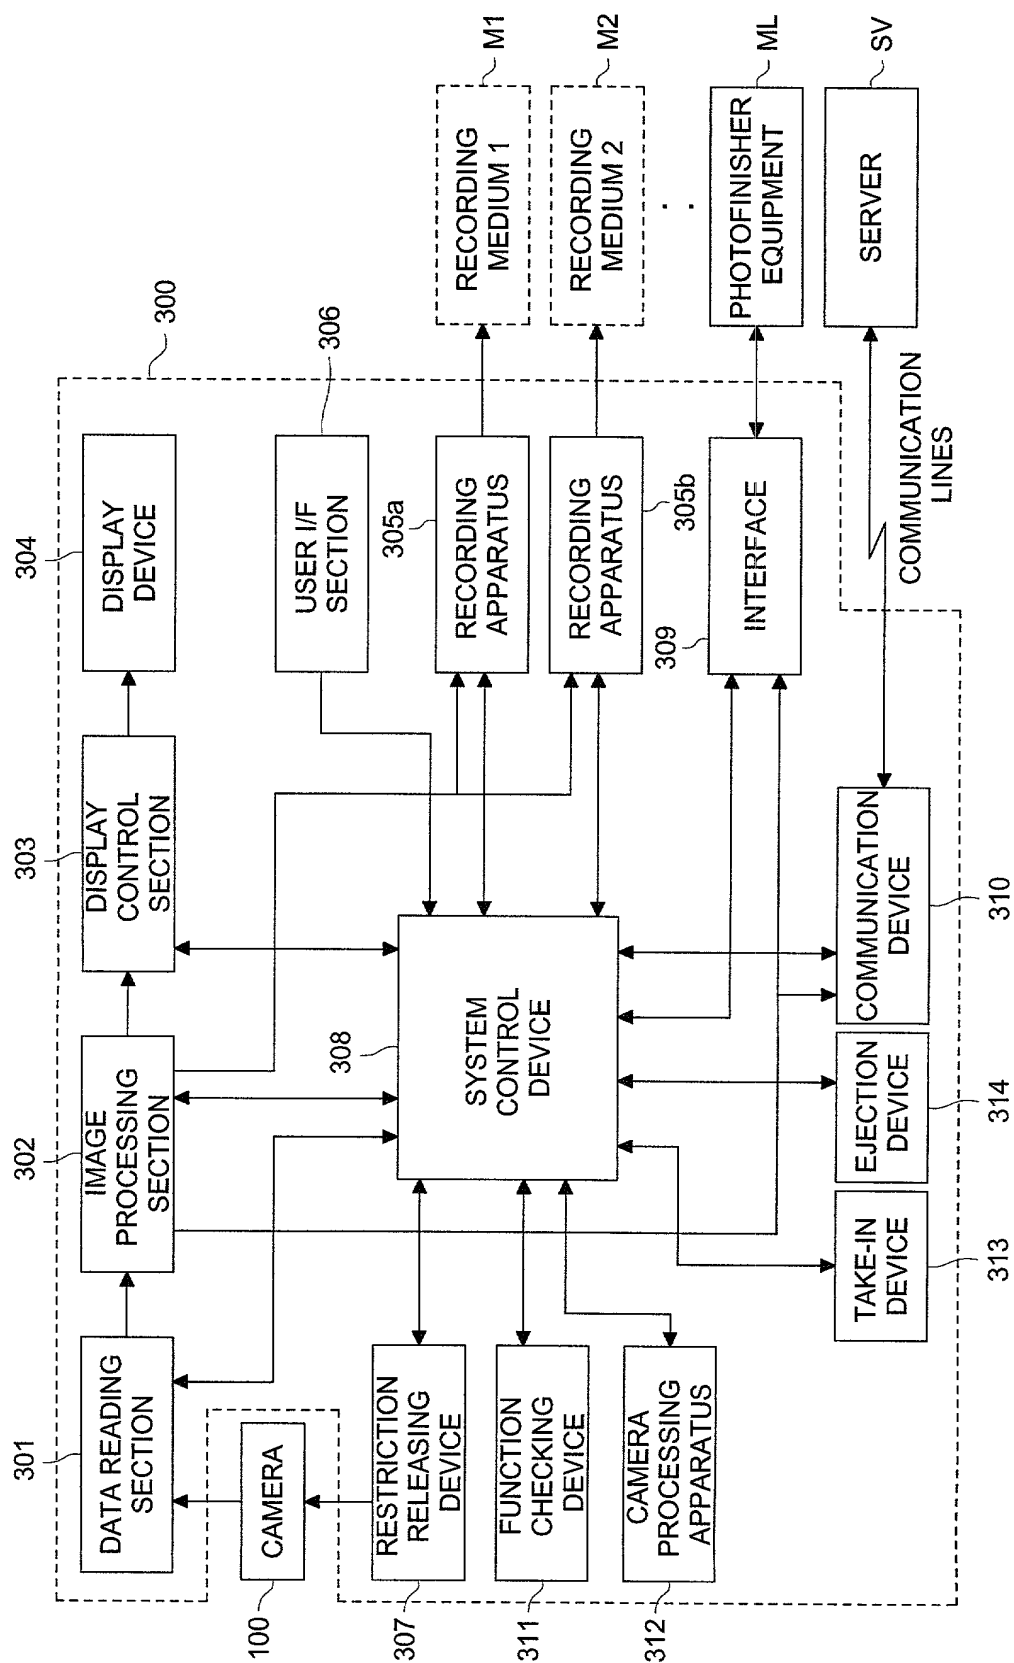 300
301
DATA READING
SECTION
302
IMAGE
PROCESSING
SECTION
303
DISPLAY
CONTROL
SECTION
304
DISPLAY
DEVICE
100
CAMERA
306
USER I/F
SECTION
307
RESTRICTION
RELEASING
DEVICE
308
SYSTEM
CONTROL
DEVICE
305a
RECORDING
APPARATUS
RECORDING
MEDIUM 1
M1
311
FUNCTION
CHECKING
DEVICE
305b
RECORDING
APPARATUS
RECORDING
MEDIUM 2
M2
312
CAMERA
PROCESSING
APPARATUS
309
INTERFACE
PHOTOFINISHER
EQUIPMENT
ML
313
TAKE-IN
DEVICE
314
EJECTION
DEVICE
310
COMMUNICATION
DEVICE
COMMUNICATION
LINES
SERVER
SV